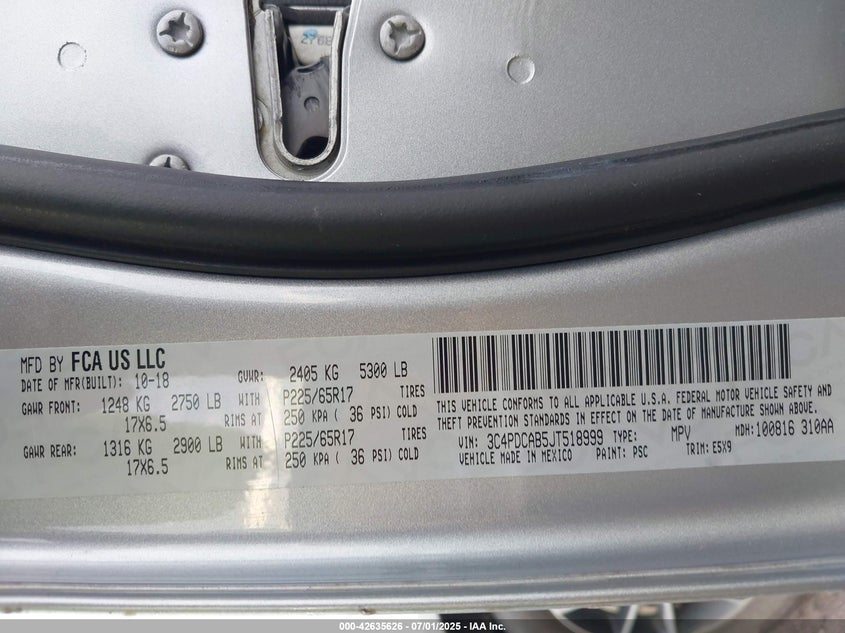 2768
MFD BY FCA US LLC
DATE OF MFR(BUILT): 10-18 GVWR: 2405 KG 5300 LB
GAWR FRONT: 1248 KG 2750 LB WITH P225/65R17 TIRES
17X6.5 RIMS AT 250 KPA ( 36 PSI) COLD
GAWR REAR: 1316 KG 2900 LB WITH P225/65R17 TIRES
17X6.5 RIMS AT 250 KPA ( 36 PSI) COLD
THIS VEHICLE CONFORMS TO ALL APPLICABLE U.S.A. FEDERAL MOTOR VEHICLE SAFETY AND
THEFT PREVENTION STANDARDS IN EFFECT ON THE DATE OF MANUFACTURE SHOWN ABOVE.
VIN: 3C4PDCAB5JT518999 TYPE: MPV MDH:100816 310AA
VEHICLE MADE IN MEXICO PAINT: PSC TRIM: E5X9
000-42635626 - 07/01/2025 - IAA Inc.